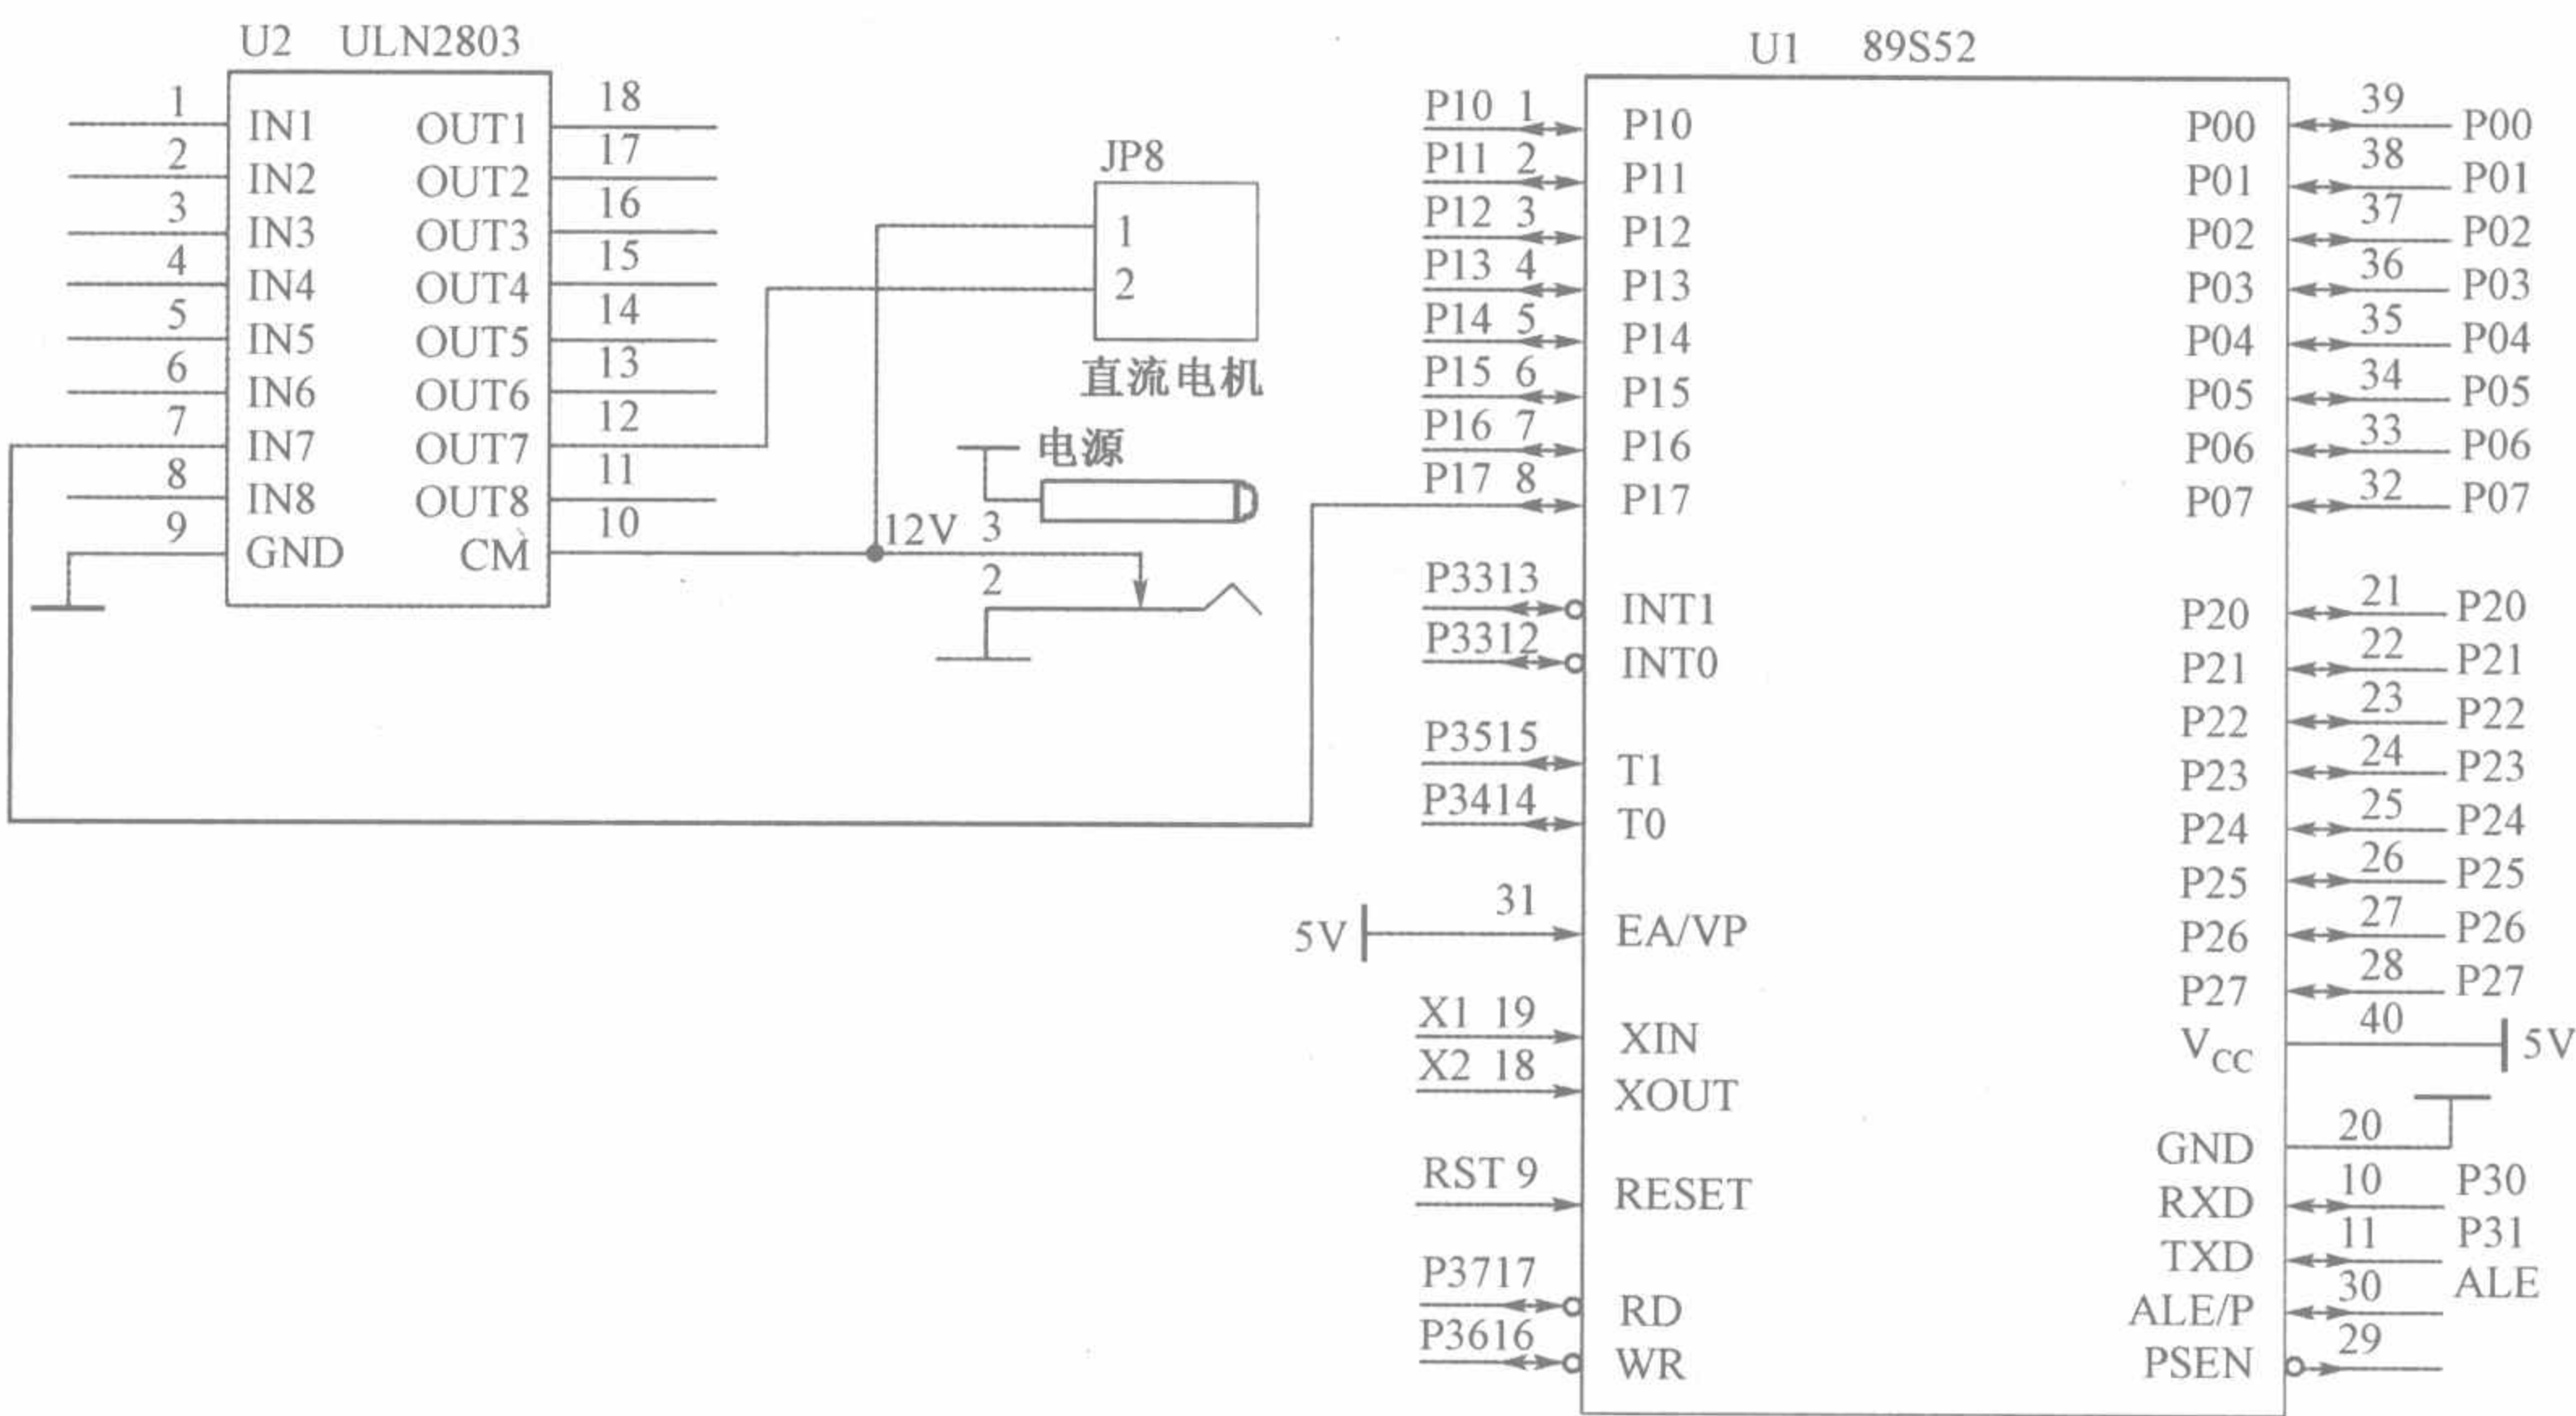 U2 ULN2803
1 IN1 OUT1 18
2 IN2 OUT2 17
3 IN3 OUT3 16
4 IN4 OUT4 15
5 IN5 OUT5 14
6 IN6 OUT6 13
7 IN7 OUT7 12
8 IN8 OUT8 11
9 GND CM 10
JP8
1
2
直流电机
电源
12V 3
2
U1 89S52
P10 1 P10 P00 39 P00
P11 2 P11 P01 38 P01
P12 3 P12 P02 37 P02
P13 4 P13 P03 36 P03
P14 5 P14 P04 35 P04
P15 6 P15 P05 34 P05
P16 7 P16 P06 33 P06
P17 8 P17 P07 32 P07
P3313 INT1 P20 21 P20
P3312 INT0 P21 22 P21
P22 23 P22
P3515 T1 P23 24 P23
P3414 T0 P24 25 P24
P25 26 P25
5V 31 EA/VP P26 27 P26
P27 28 P27
X1 19 XIN VCC 40 5V
X2 18 XOUT
GND 20
RST 9 RESET RXD 10 P30
TXD 11 P31
P3717 RD ALE/P 30 ALE
P3616 WR PSEN 29